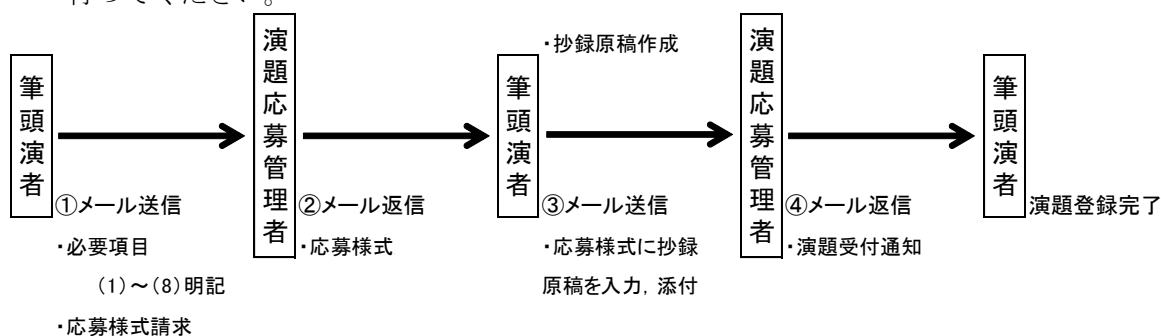 行ってください。
筆頭演者
①メール送信
・必要項目
(1)~(8)明記
・応募様式請求
演題応募管理者
②メール返信
・応募様式
筆頭演者
・抄録原稿作成
③メール送信
・応募様式に抄録
原稿を入力, 添付
演題応募管理者
④メール返信
・演題受付通知
筆頭演者
演題登録完了